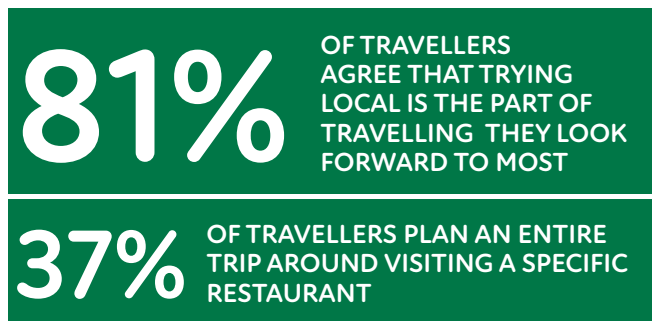 81%
OF TRAVELLERS
AGREE THAT TRYING
LOCAL IS THE PART OF
TRAVELLING THEY LOOK
FORWARD TO MOST
37%
OF TRAVELLERS PLAN AN ENTIRE
TRIP AROUND VISITING A SPECIFIC
RESTAURANT